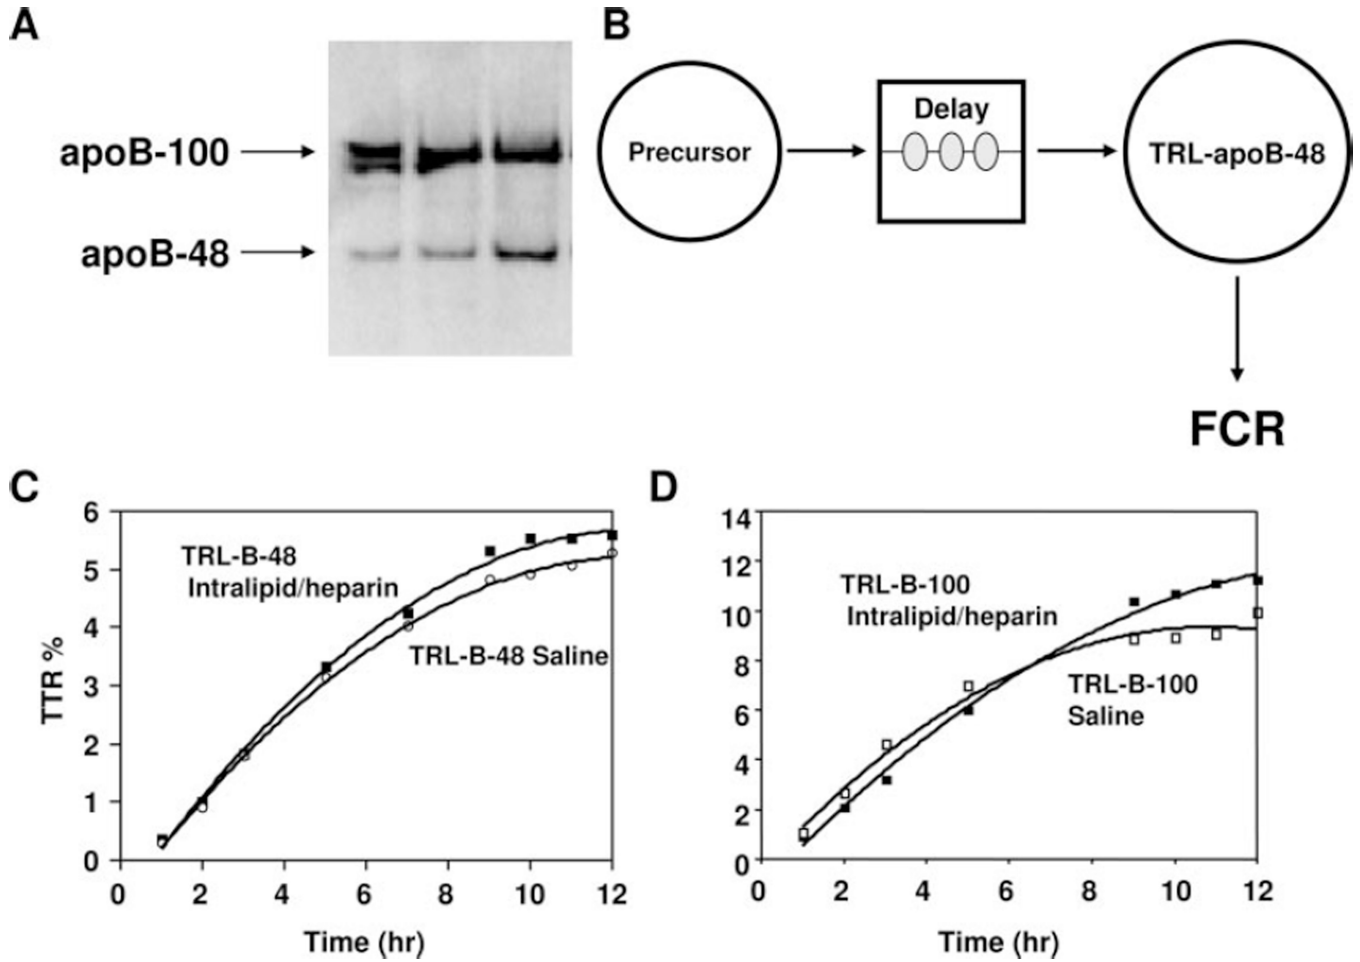 A
B
apoB-100
apoB-48
Precursor
Delay
TRL-apoB-48
FCR
C
6
5
4
3
2
1
0
TTR %
TRL-B-48
Intralipid/heparin
TRL-B-48 Saline
0 2 4 6 8 10 12
Time (hr)
D
14
12
10
8
6
4
2
0
TRL-B-100
Intralipid/heparin
TRL-B-100
Saline
0 2 4 6 8 10 12
Time (hr)